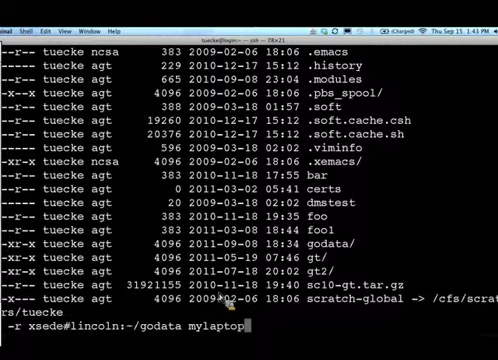 minal Shell Edit View Window Help (Charged) Thu Sep 15 1:43 PM
tuecke@login:~ — ssh — 78×21
--r-- tuecke ncsa 383 2009-02-06 18:06 .emacs
--r-- tuecke agt 229 2010-12-17 15:12 .history
--r-- tuecke agt 665 2010-09-08 23:04 .modules
--x--x tuecke agt 4096 2009-02-06 18:06 .pbs_spool/
--r-- tuecke agt 388 2009-03-18 01:57 .soft
--r-- tuecke agt 19260 2010-12-17 15:12 .soft.cache.csh
--r-- tuecke agt 20376 2010-12-17 15:12 .soft.cache.sh
----- tuecke agt 596 2009-03-18 02:02 .viminfo
-xr-x tuecke ncsa 4096 2009-02-06 18:06 .xemacs/
--r-- tuecke agt 383 2010-11-18 17:55 bar
--r-- tuecke agt 0 2011-03-02 05:41 certs
--r-- tuecke agt 20 2009-03-18 02:02 dmstest
--r-- tuecke agt 383 2010-11-18 19:35 foo
--r-- tuecke agt 383 2011-03-08 18:44 foo1
-xr-x tuecke agt 4096 2011-09-08 18:34 godata/
-xr-x tuecke agt 4096 2011-05-19 07:46 gt/
-xr-x tuecke agt 4096 2011-07-18 20:02 gt2/
--r-- tuecke agt 31921155 2010-11-18 19:40 sc10-gt.tar.gz
--r-x tuecke agt 4096 2009-02-06 18:06 scratch-global -> /cfs/scrat
rs/tuecke
-r xsede#lincoln:~/godata mylaptop